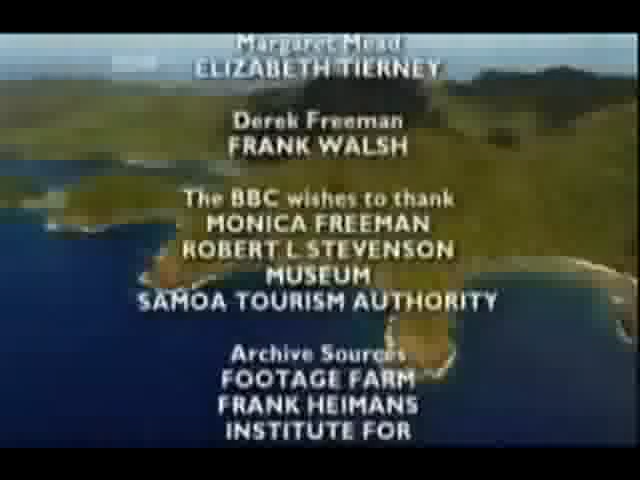 Margaret Mead
ELIZABETH TIERNEY
Derek Freeman
FRANK WALSH
The BBC wishes to thank
MONICA FREEMAN
ROBERT L STEVENSON
MUSEUM
SAMOA TOURISM AUTHORITY
Archive Sources
FOOTAGE FARM
FRANK HEIMANS
INSTITUTE FOR